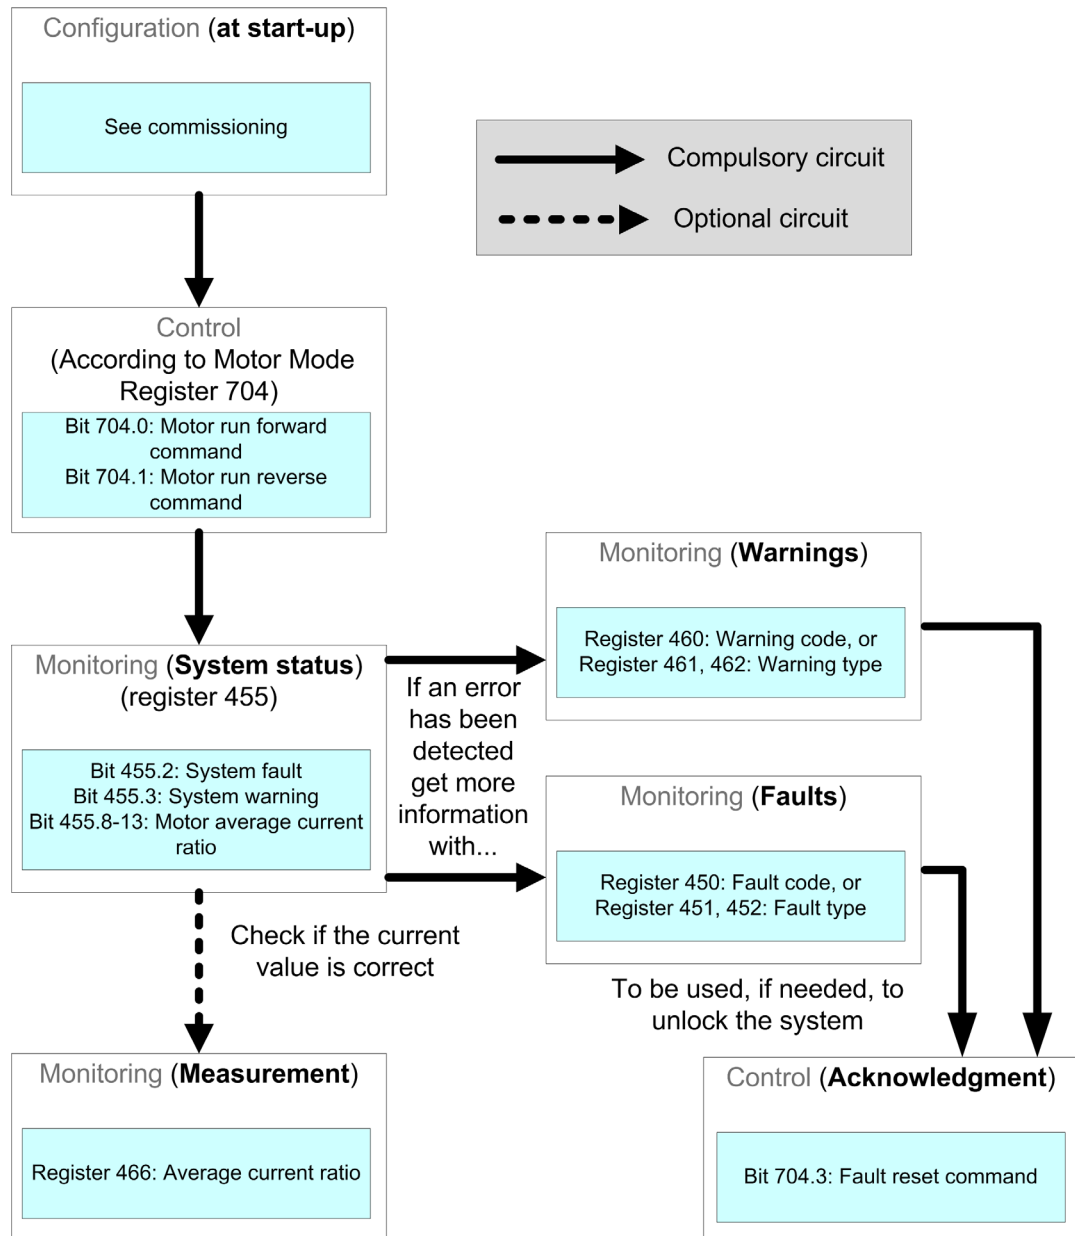 Configuration (at start-up)
See commissioning
Compulsory circuit
Optional circuit
Control
(According to Motor Mode
Register 704)
Bit 704.0: Motor run forward
command
Bit 704.1: Motor run reverse
command
Monitoring (System status)
(register 455)
Bit 455.2: System fault
Bit 455.3: System warning
Bit 455.8-13: Motor average current
ratio
If an error
has been
detected
get more
information
with...
Monitoring (Warnings)
Register 460: Warning code, or
Register 461, 462: Warning type
Monitoring (Faults)
Register 450: Fault code, or
Register 451, 452: Fault type
Check if the current
value is correct
To be used, if needed, to
unlock the system
Monitoring (Measurement)
Register 466: Average current ratio
Control (Acknowledgment)
Bit 704.3: Fault reset command